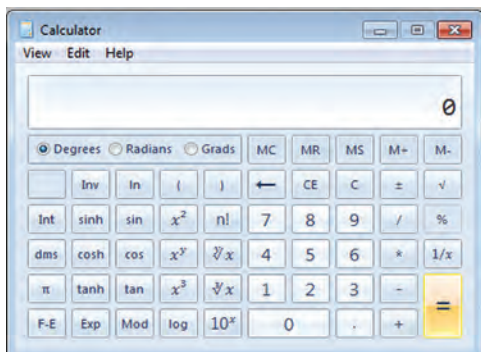 Calculator
View Edit Help
0
Degrees Radians Grads MC MR MS M+ M-
Inv ln ( ) ← CE C ± √
Int sinh sin x² n! 7 8 9 / %
dms cosh cos xʸ ʸ√x 4 5 6 * 1/x
π tanh tan x³ ³√x 1 2 3 - =
F-E Exp Mod log 10ˣ 0 . +